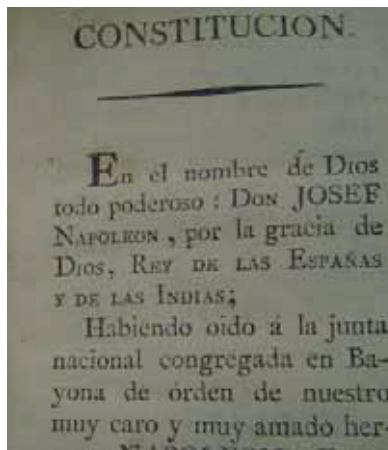 CONSTITUCION.
En el nombre de Dios
todo poderoso : Don JOSEF
Napoleon , por la gracia de
Dios, Rey de las Españas
y de las Indias;
Habiendo oido á la junta
nacional congregada en Ba-
yona de órden de nuestro
muy caro y muy amado her-
NAPOLEON